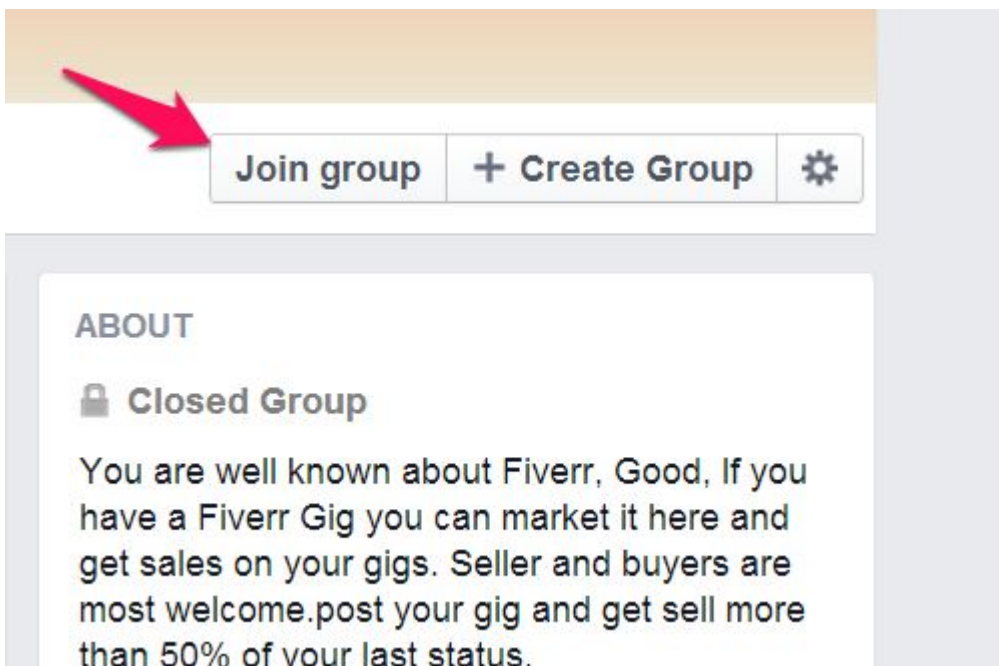 Join group + Create Group
ABOUT
Closed Group
You are well known about Fiverr, Good, If you
have a Fiverr Gig you can market it here and
get sales on your gigs. Seller and buyers are
most welcome.post your gig and get sell more
than 50% of your last status.